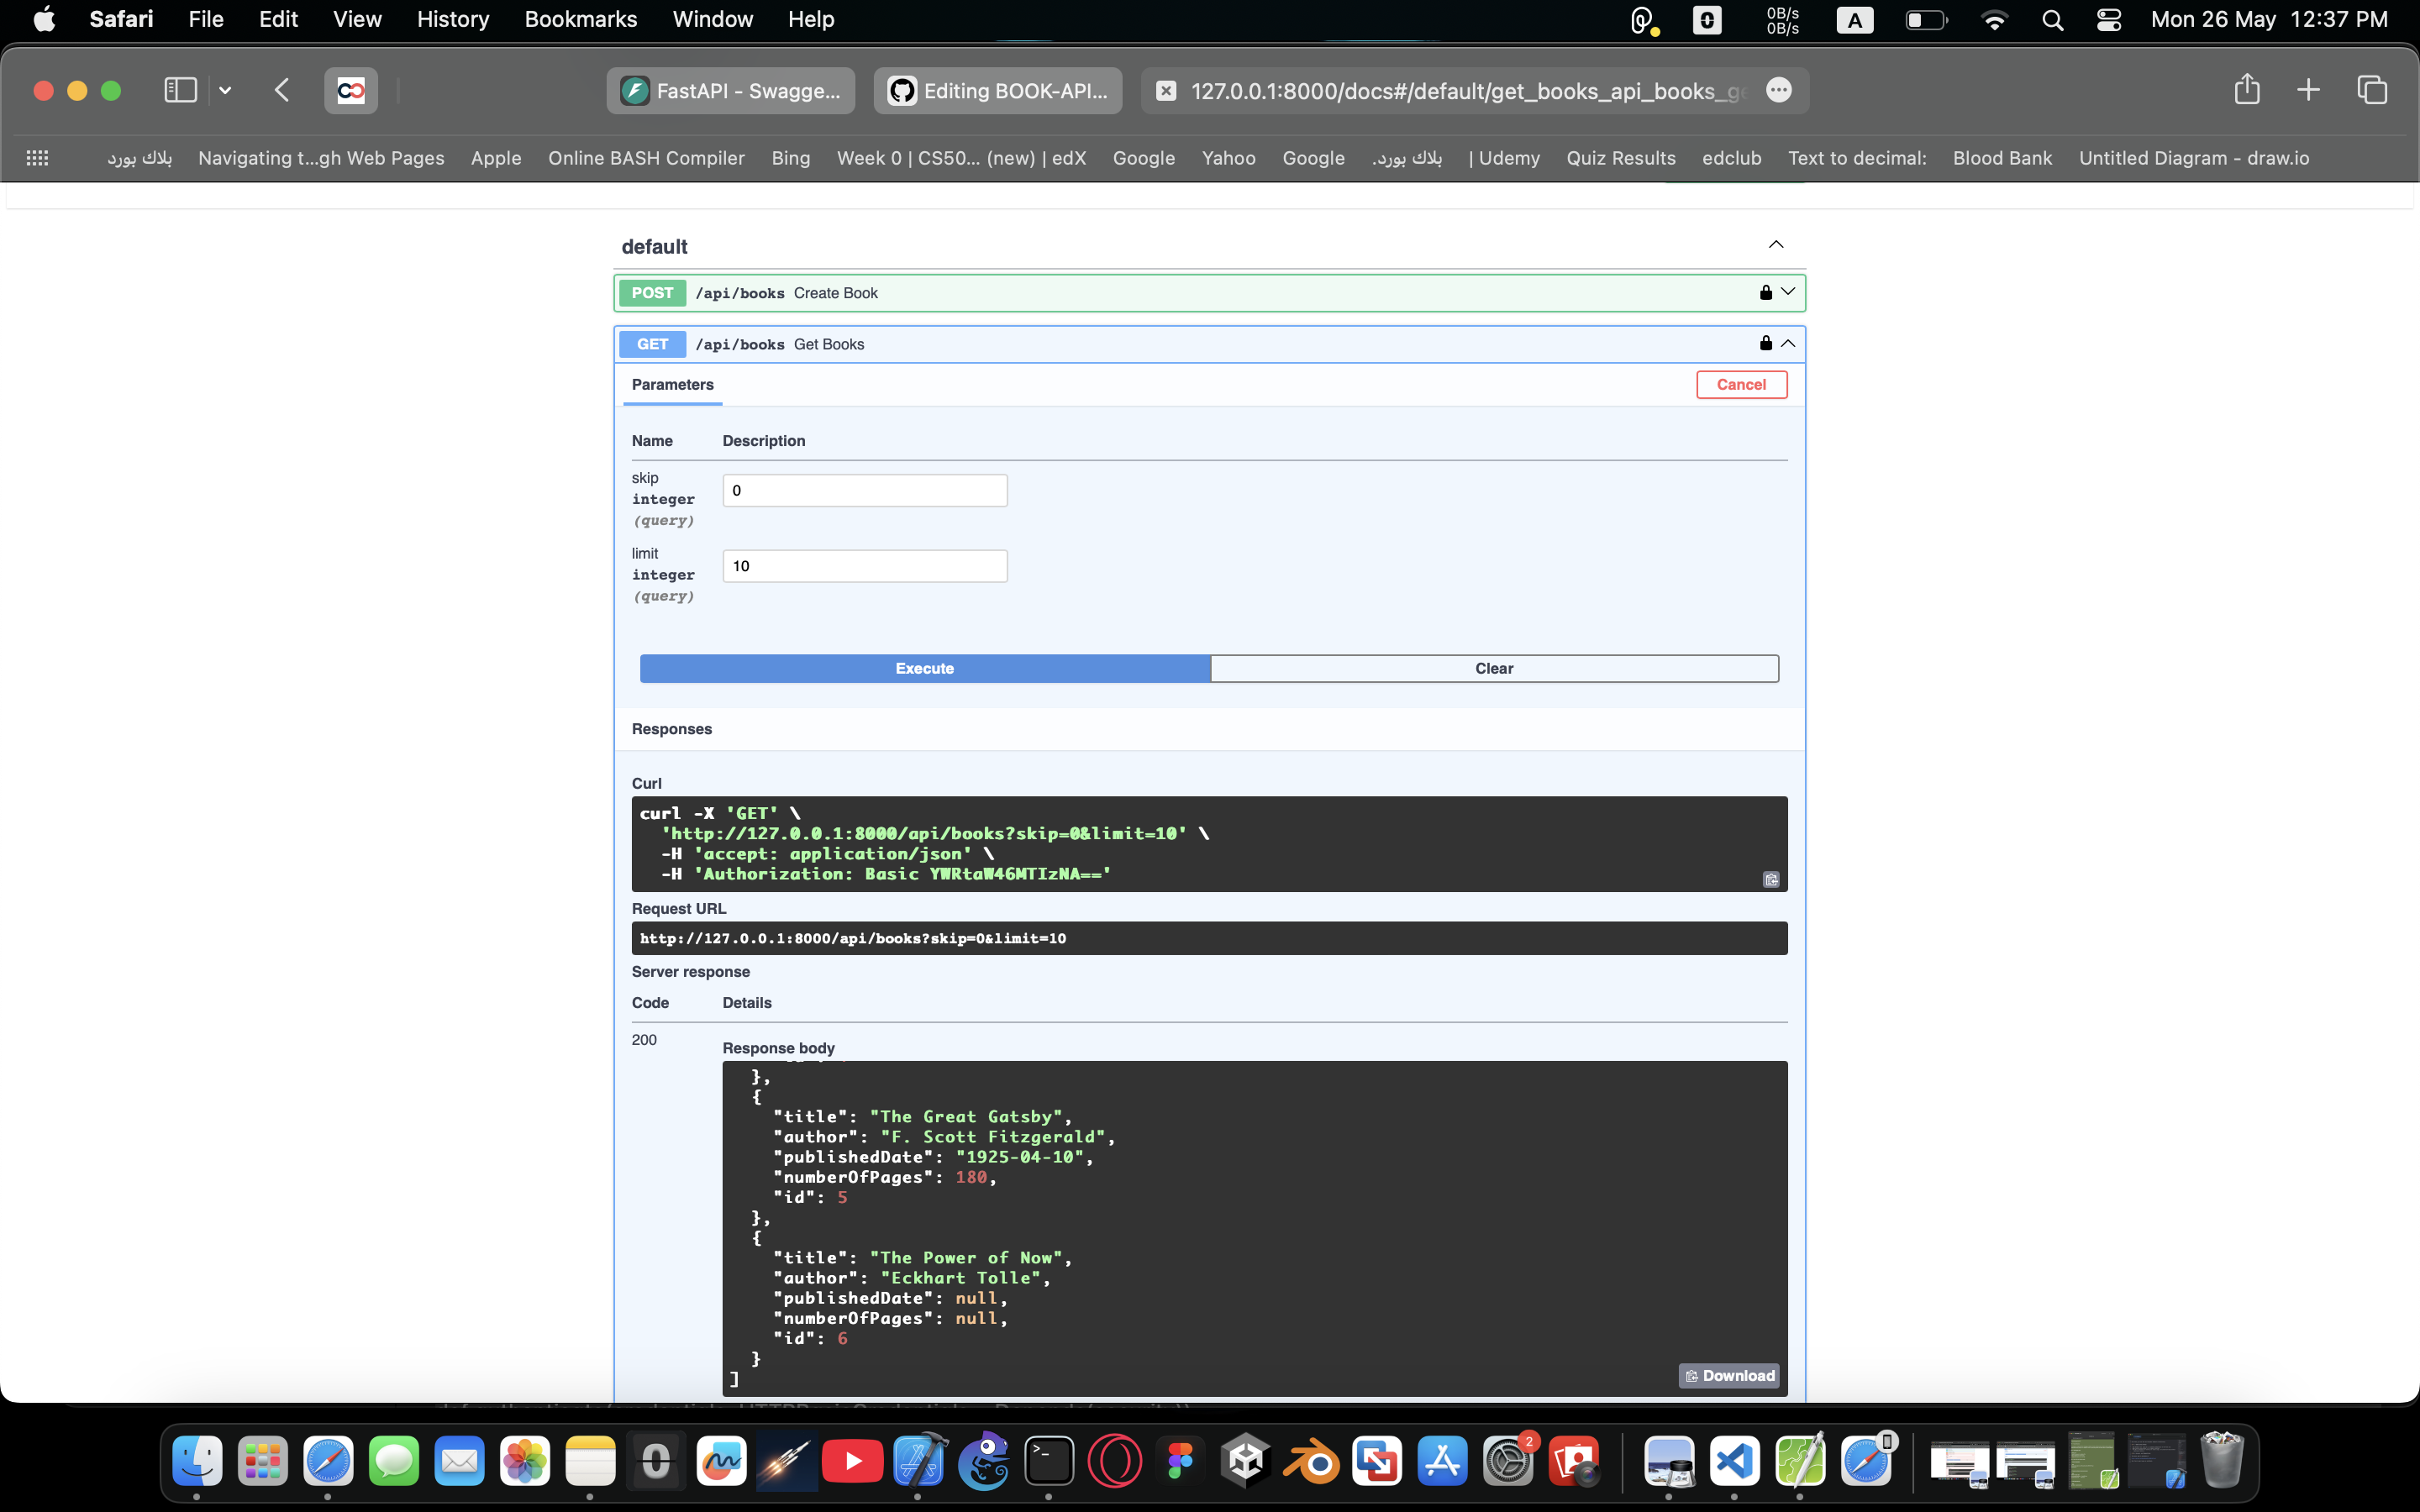 Safari File Edit View History Bookmarks Window Help
0B/s
0B/s
A
Mon 26 May 12:37 PM
FastAPI - Swagge...
Editing BOOK-API...
127.0.0.1:8000/docs#/default/get_books_api_books_ge
بلاك بورد
Navigating t...gh Web Pages
Apple
Online BASH Compiler
Bing
Week 0 | CS50... (new) | edX
Google
Yahoo
Google
بلاك بورد.
| Udemy
Quiz Results
edclub
Text to decimal:
Blood Bank
Untitled Diagram - draw.io
default
POST /api/books Create Book
GET /api/books Get Books
Parameters
Cancel
Name Description
skip
integer
(query)
0
limit
integer
(query)
10
Execute
Clear
Responses
Curl
curl -X 'GET' \
'http://127.0.0.1:8000/api/books?skip=0&limit=10' \
-H 'accept: application/json' \
-H 'Authorization: Basic YWRtaW46MTIzNA=='
Request URL
http://127.0.0.1:8000/api/books?skip=0&limit=10
Server response
Code Details
200
Response body
},
{
"title": "The Great Gatsby",
"author": "F. Scott Fitzgerald",
"publishedDate": "1925-04-10",
"numberOfPages": 180,
"id": 5
},
{
"title": "The Power of Now",
"author": "Eckhart Tolle",
"publishedDate": null,
"numberOfPages": null,
"id": 6
}
]
Download
2